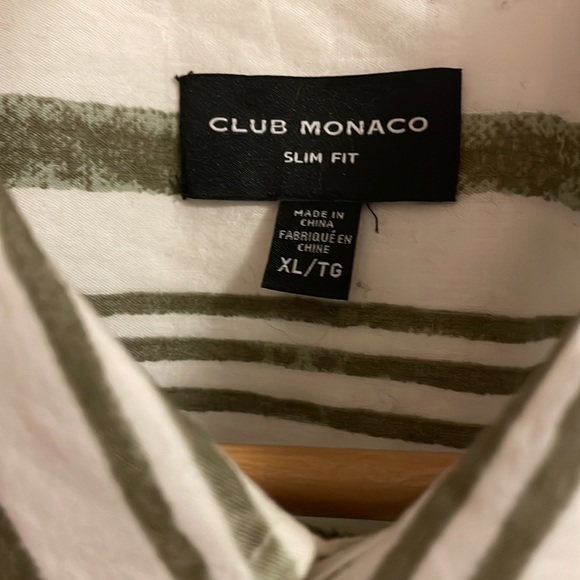 CLUB MONACO
SLIM FIT
MADE IN
CHINA
FABRIQUÉ EN
CHINE
XL/TG